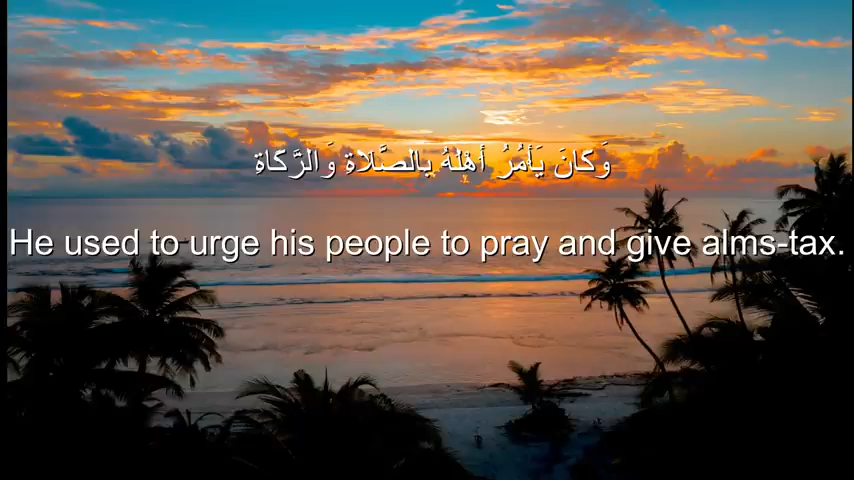 وَكَانَ يَأْمُرُ أَهْلَهُ بِالصَّلَاةِ وَالزَّكَاةِ
He used to urge his people to pray and give alms-tax.